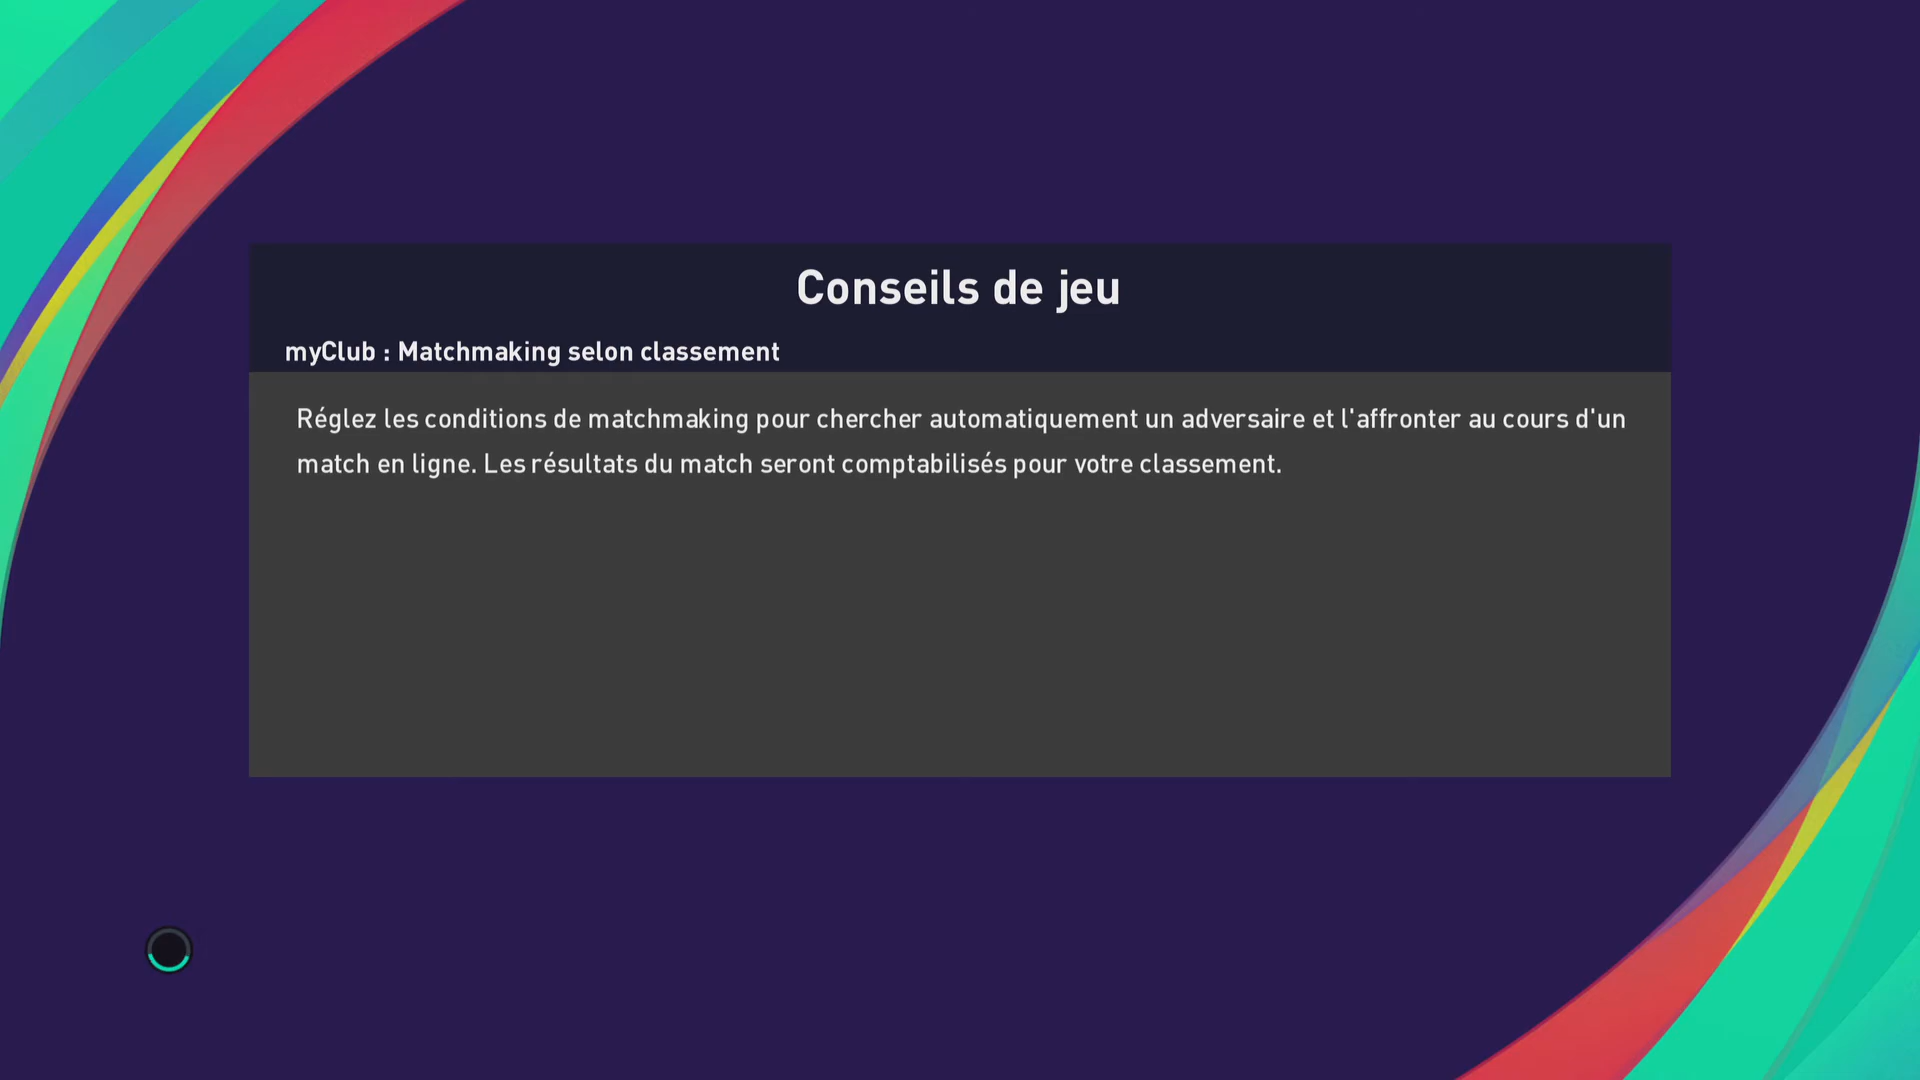 Conseils de jeu
myClub : Matchmaking selon classement
Réglez les conditions de matchmaking pour chercher automatiquement un adversaire et l'affronter au cours d'un
match en ligne. Les résultats du match seront comptabilisés pour votre classement.